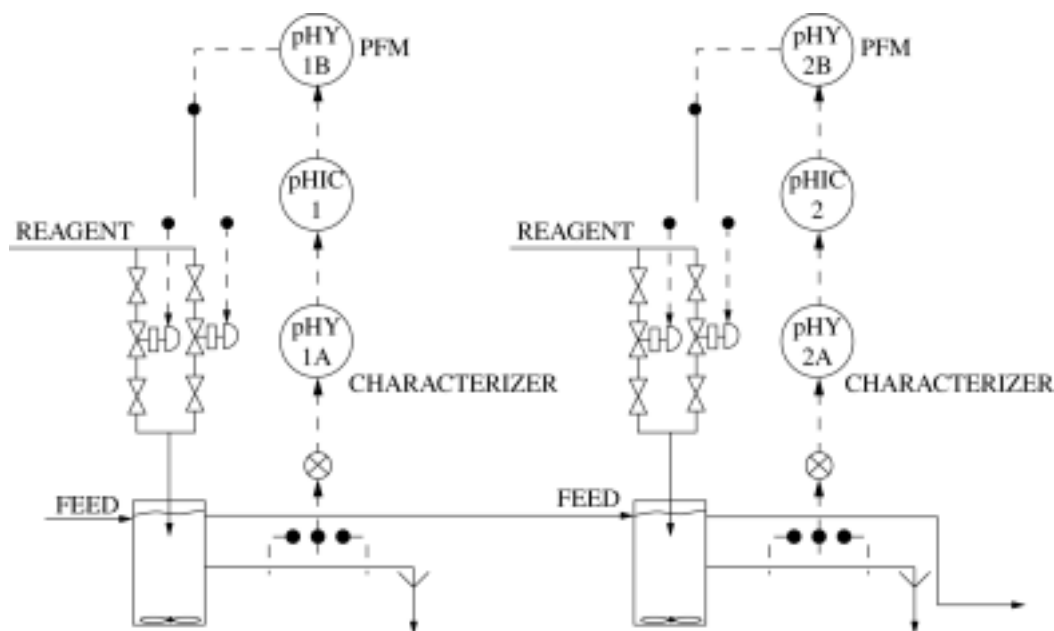 pHY
1B
PFM
pHY
2B
PFM
pHIC
1
pHIC
2
REAGENT
REAGENT
pHY
1A
pHY
2A
CHARACTERIZER
CHARACTERIZER
FEED
FEED